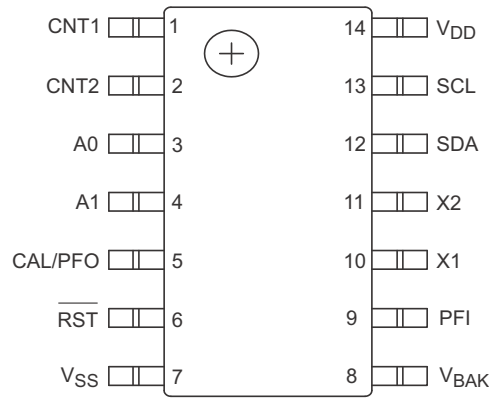 CNT1 1 14 VDD
CNT2 2 13 SCL
A0 3 12 SDA
A1 4 11 X2
CAL/PFO 5 10 X1
RST 6 9 PFI
VSS 7 8 VBAK